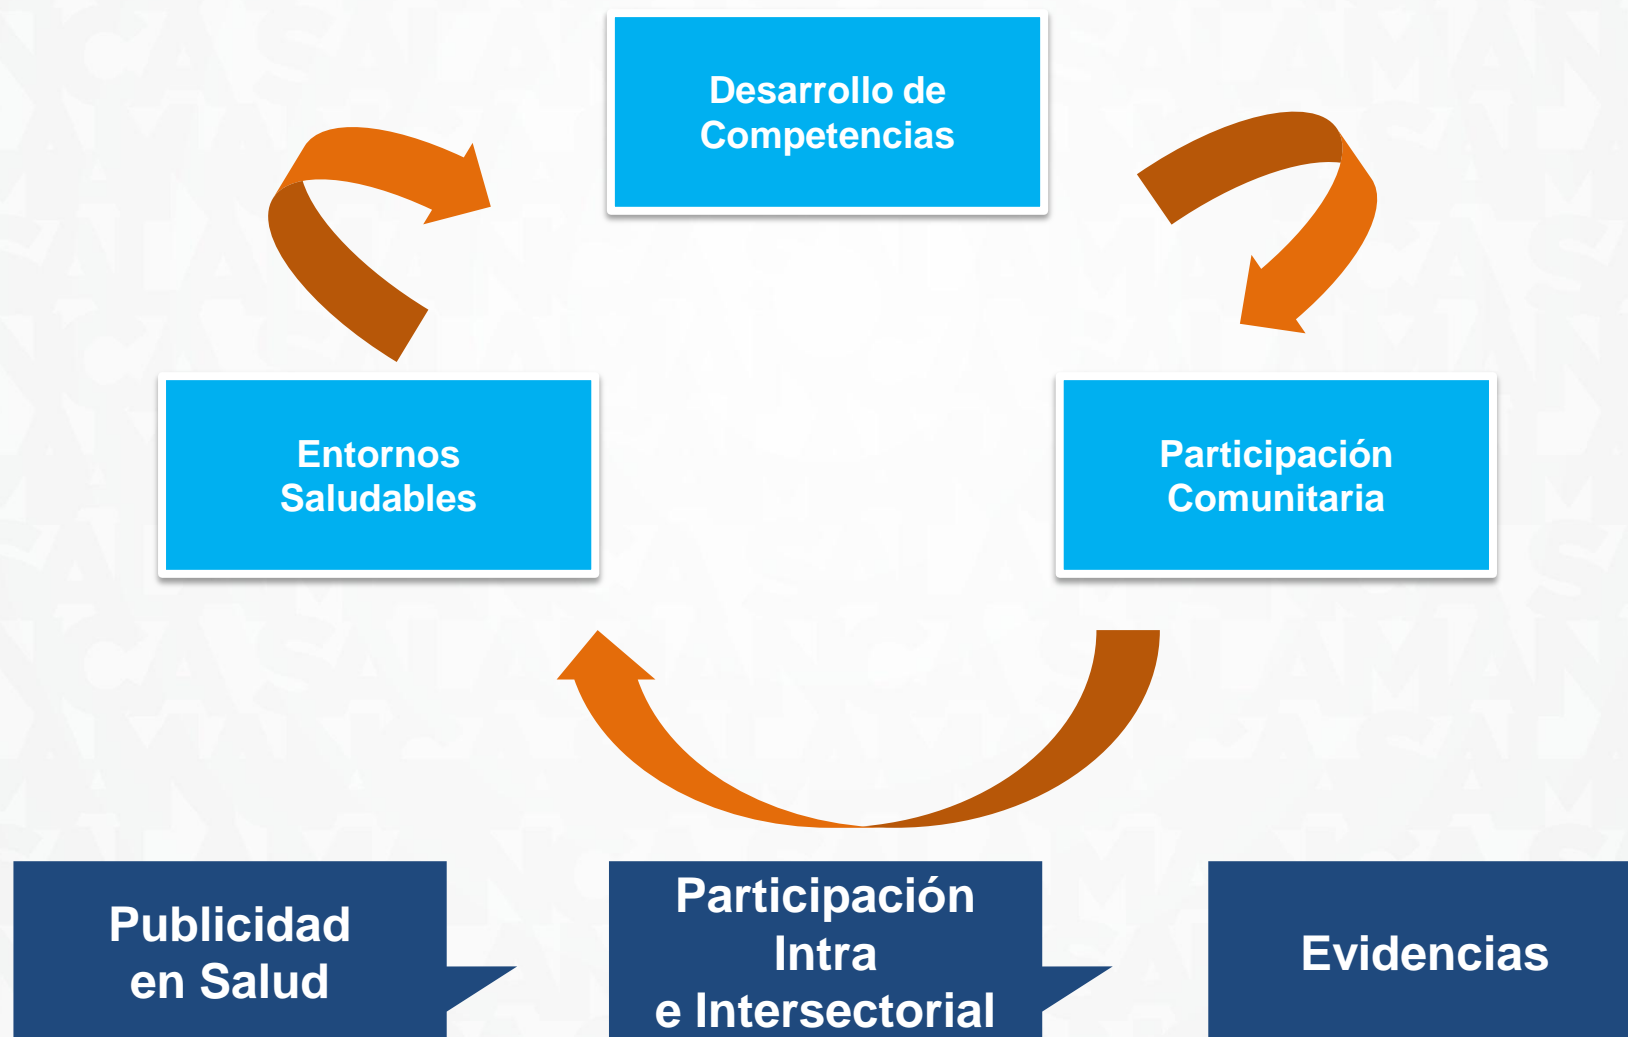 Desarrollo de
Competencias
Entornos
Saludables
Participación
Comunitaria
Publicidad
en Salud
Participación
Intra
e Intersectorial
Evidencias